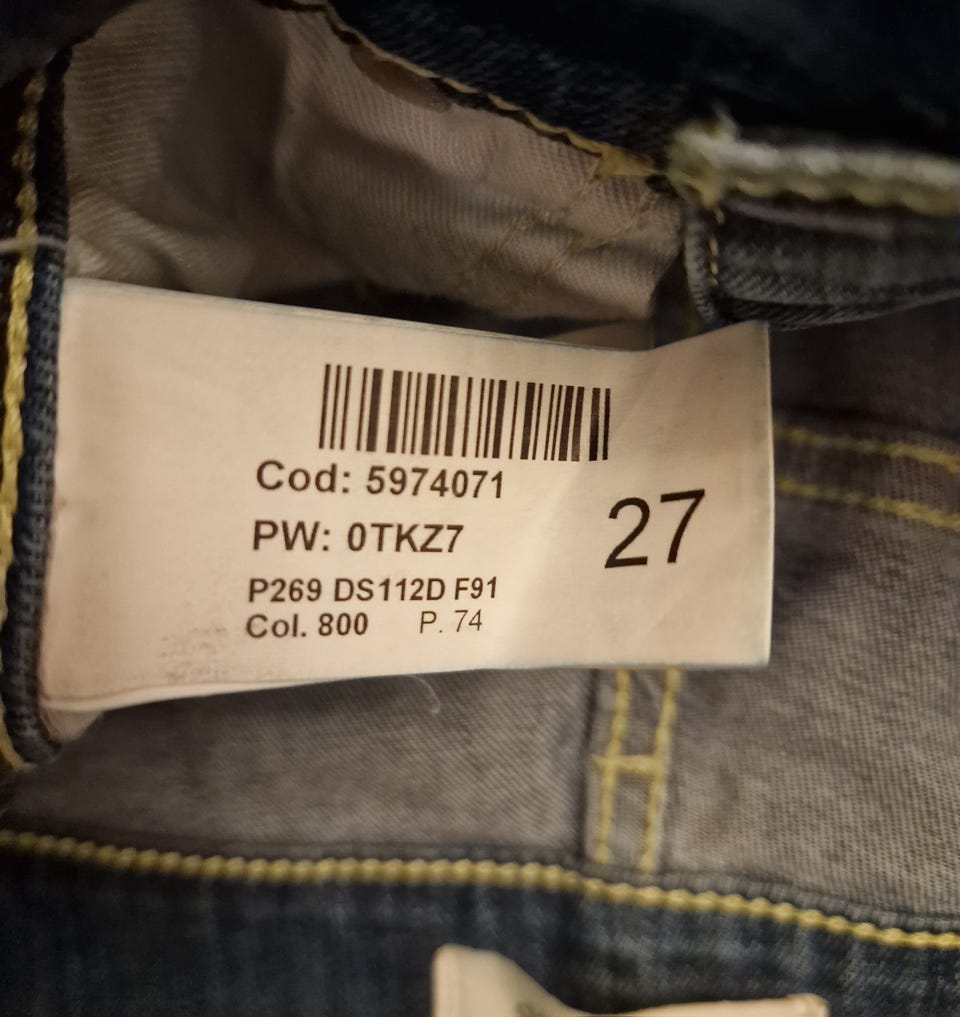 Cod: 5974071
PW: 0TKZ7
27
P269 DS112D F91
Col. 800 P. 74